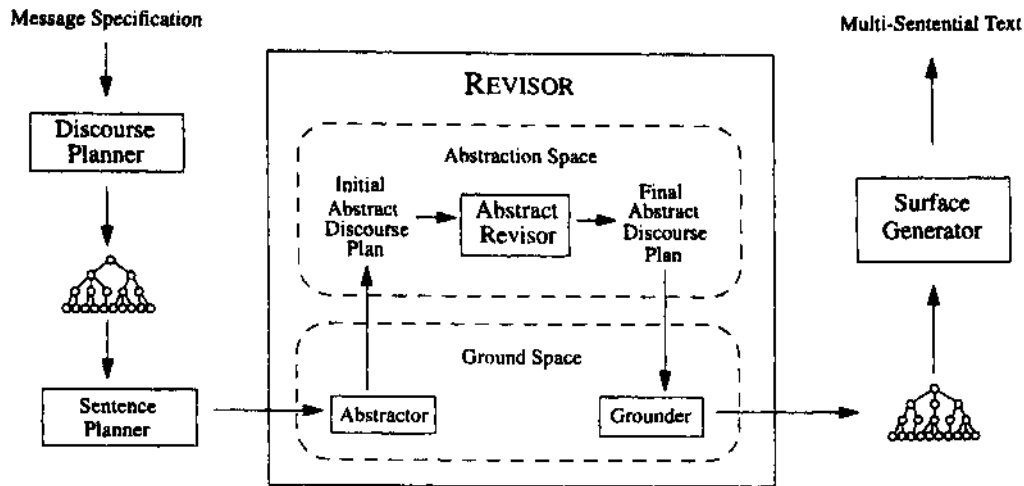 Message Specification
Discourse
Planner
Sentence
Planner
REVISOR
Abstraction Space
Initial
Abstract
Discourse
Plan
Abstract
Revisor
Final
Abstract
Discourse
Plan
Ground Space
Abstractor
Grounder
Multi-Sentential Text
Surface
Generator